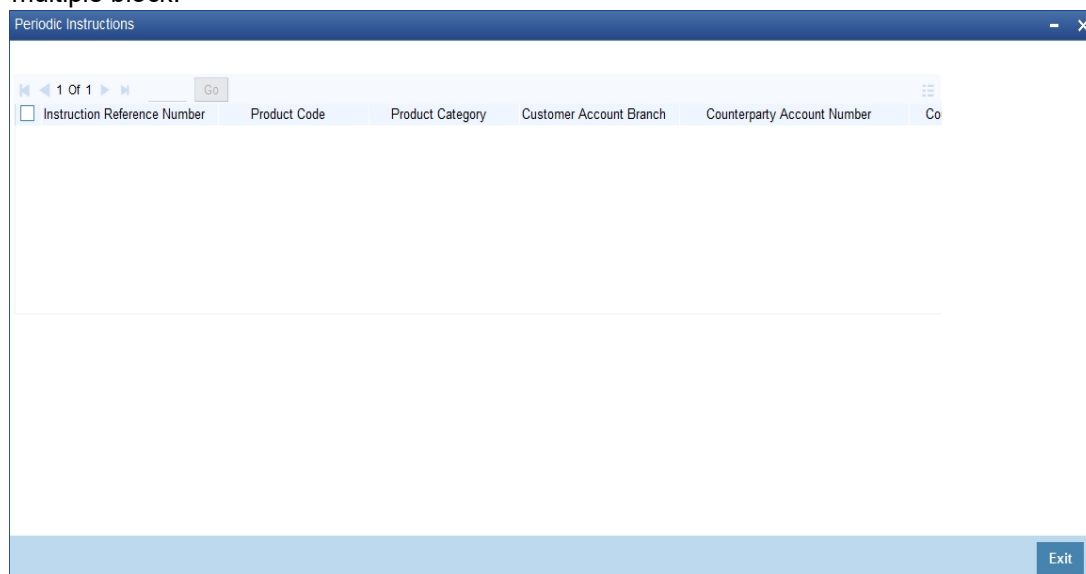 Periodic Instructions
1 Of 1 Go
Instruction Reference Number Product Code Product Category Customer Account Branch Counterparty Account Number Co
Exit